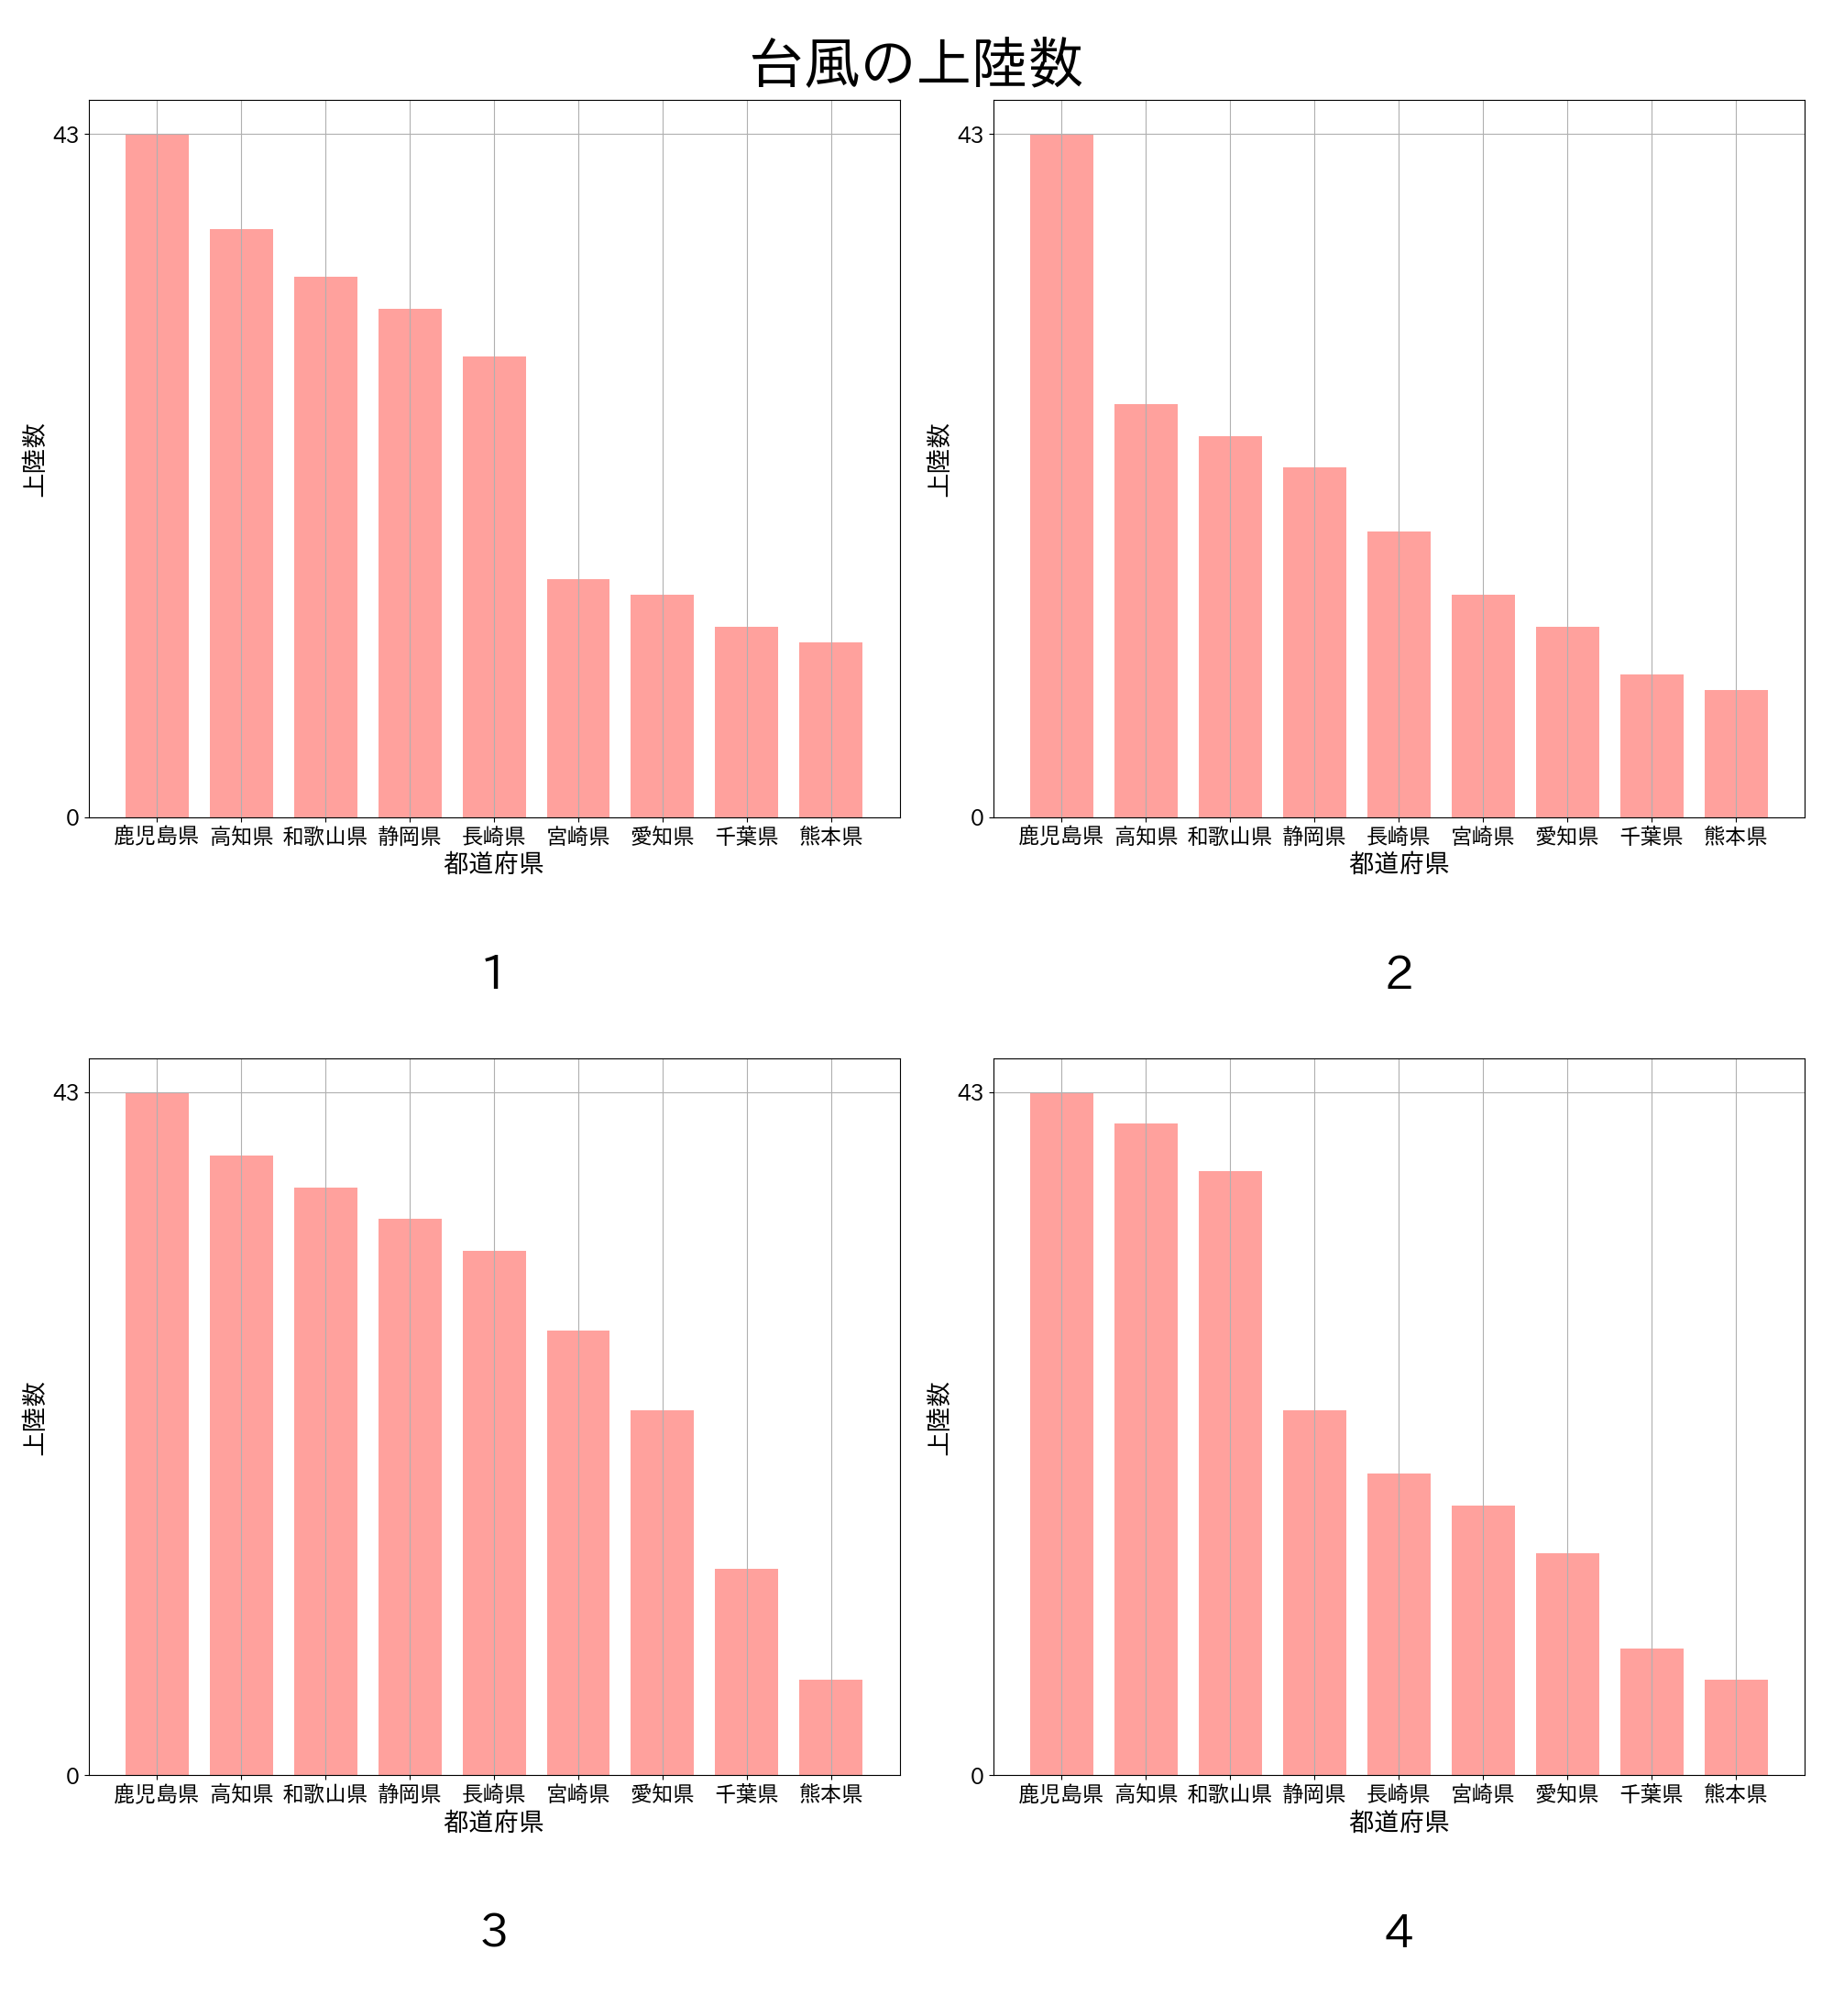 台風の上陸数
43
0
上陸数
鹿児島県 高知県 和歌山県 静岡県 長崎県 宮崎県 愛知県 千葉県 熊本県
都道府県
1
43
0
上陸数
鹿児島県 高知県 和歌山県 静岡県 長崎県 宮崎県 愛知県 千葉県 熊本県
都道府県
2
43
0
上陸数
鹿児島県 高知県 和歌山県 静岡県 長崎県 宮崎県 愛知県 千葉県 熊本県
都道府県
3
43
0
上陸数
鹿児島県 高知県 和歌山県 静岡県 長崎県 宮崎県 愛知県 千葉県 熊本県
都道府県
4